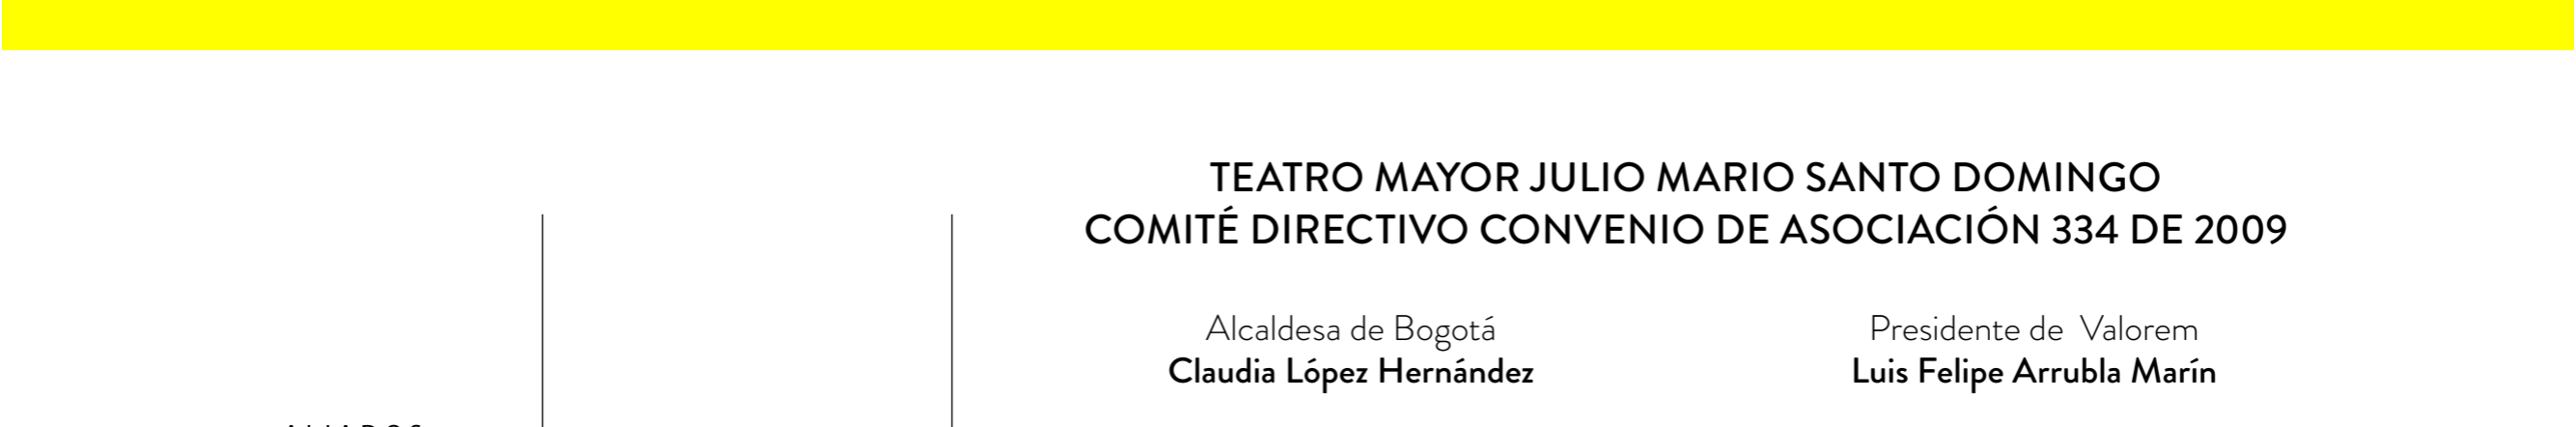 TEATRO MAYOR JULIO MARIO SANTO DOMINGO
COMITÉ DIRECTIVO CONVENIO DE ASOCIACIÓN 334 DE 2009
Alcaldesa de Bogotá
Claudia López Hernández
Presidente de Valorem
Luis Felipe Arrubla Marín